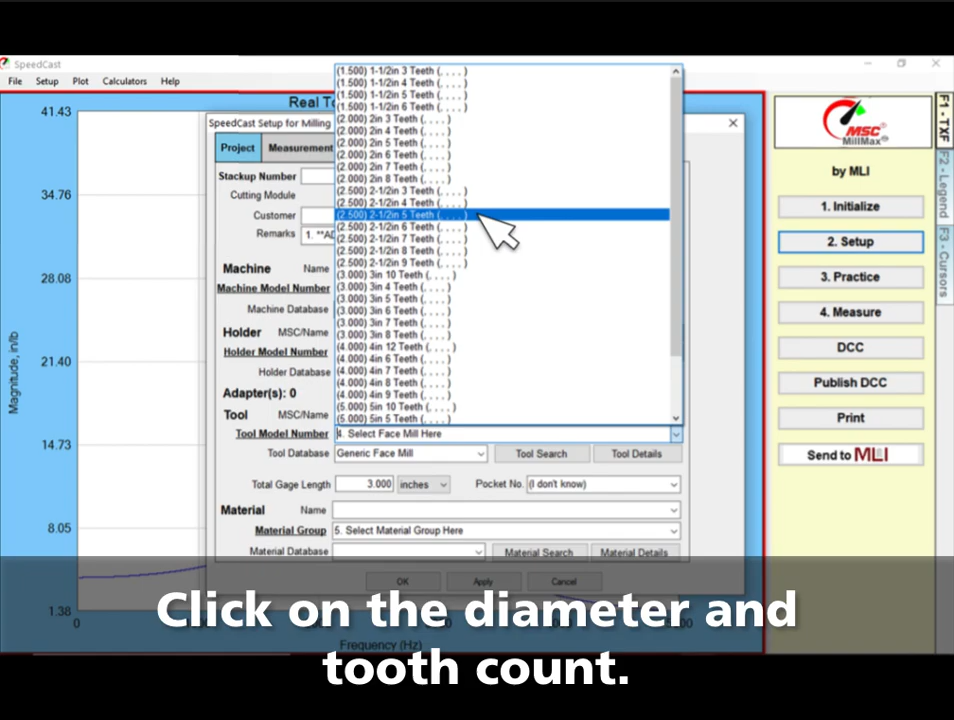 SpeedCast
File Setup Plot Calculators Help
41.43
34.76
28.08
21.40
14.73
8.05
1.38
Magnitude, in/lb
0
Frequency (Hz)
SpeedCast Setup for Milling
Project Measurement
Stackup Number
Cutting Module
Customer
Remarks
Machine Name
Machine Model Number
Machine Database
Holder MSC/Name
Holder Model Number
Holder Database
Adapter(s): 0
Tool MSC/Name
Tool Model Number 4. Select Face Mill Here
Tool Database Generic Face Mill Tool Search Tool Details
Total Gage Length 3.000 inches Pocket No. (I don't know)
Material Name
Material Group 5. Select Material Group Here
Material Database Material Search Material Details
OK Apply Cancel
(1.500) 1-1/2in 3 Teeth (. . . . )
(1.500) 1-1/2in 4 Teeth (. . . . )
(1.500) 1-1/2in 5 Teeth (. . . . )
(1.500) 1-1/2in 6 Teeth (. . . . )
(2.000) 2in 3 Teeth (. . . . )
(2.000) 2in 4 Teeth (. . . . )
(2.000) 2in 5 Teeth (. . . . )
(2.000) 2in 6 Teeth (. . . . )
(2.000) 2in 7 Teeth (. . . . )
(2.000) 2in 8 Teeth (. . . . )
(2.500) 2-1/2in 3 Teeth (. . . . )
(2.500) 2-1/2in 4 Teeth (. . . . )
(2.500) 2-1/2in 5 Teeth (. . . . )
(2.500) 2-1/2in 6 Teeth (. . . . )
(2.500) 2-1/2in 7 Teeth (. . . . )
(2.500) 2-1/2in 8 Teeth (. . . . )
(2.500) 2-1/2in 9 Teeth (. . . . )
(3.000) 3in 10 Teeth (. . . . )
(3.000) 3in 4 Teeth (. . . . )
(3.000) 3in 5 Teeth (. . . . )
(3.000) 3in 6 Teeth (. . . . )
(3.000) 3in 7 Teeth (. . . . )
(3.000) 3in 8 Teeth (. . . . )
(4.000) 4in 12 Teeth (. . . . )
(4.000) 4in 6 Teeth (. . . . )
(4.000) 4in 7 Teeth (. . . . )
(4.000) 4in 8 Teeth (. . . . )
(4.000) 4in 9 Teeth (. . . . )
(5.000) 5in 10 Teeth (. . . . )
(5.000) 5in 5 Teeth (. . . . )
MSC
MillMax
by MLI
1. Initialize
2. Setup
3. Practice
4. Measure
DCC
Publish DCC
Print
Send to MLI
F1 - TXF
F2 - Legend
F3 - Cursors
Click on the diameter and
tooth count.